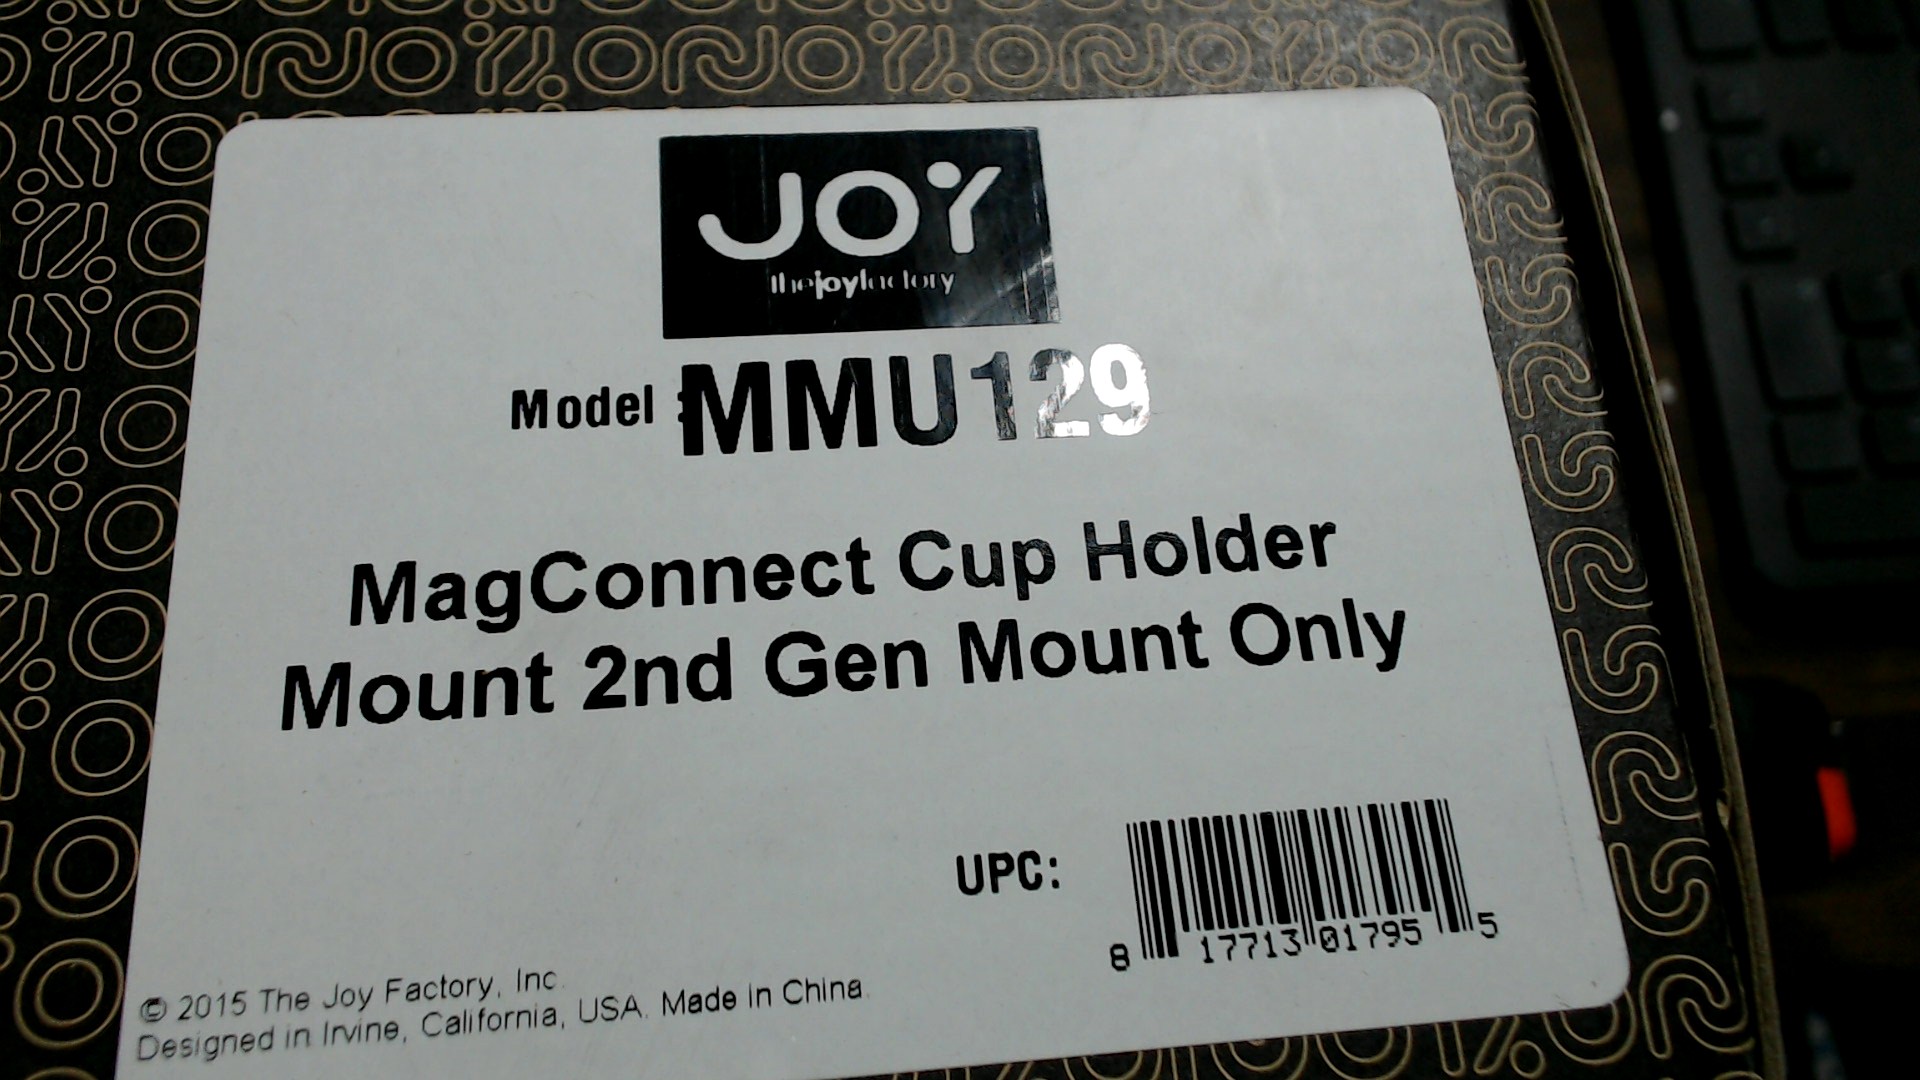 JOY
thejoyfactory
Model :MMU129
MagConnect Cup Holder
Mount 2nd Gen Mount Only
UPC:
8 17713 01795 5
© 2015 The Joy Factory, Inc.
Designed in Irvine, California, USA. Made in China.